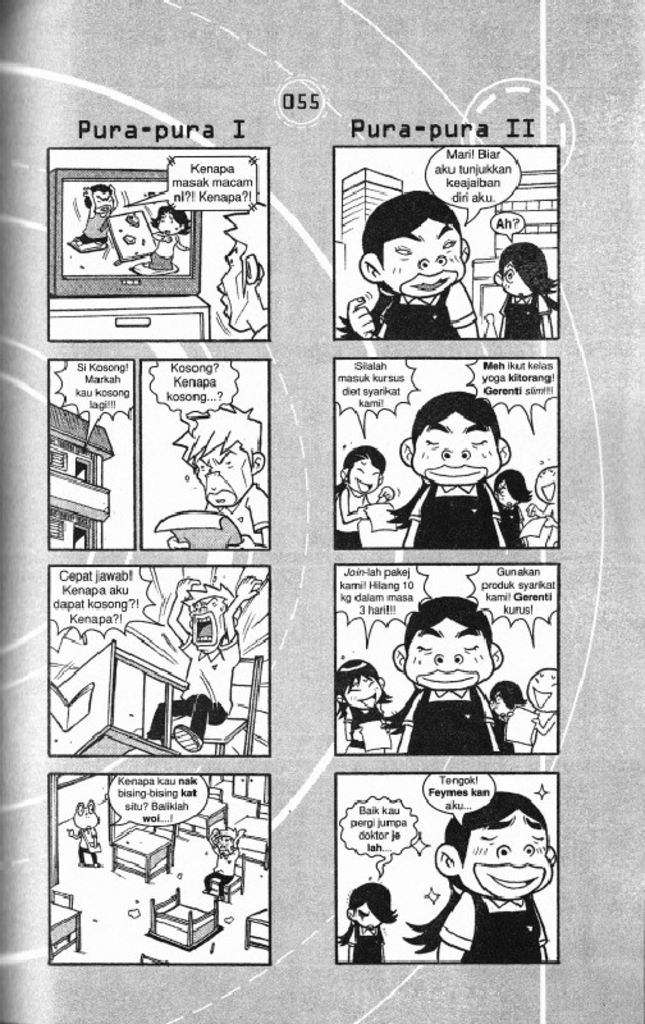 055
Pura-pura I
Kenapa
masak macam
ni?! Kenapa?!
Si Kosong!
Markah
kau kosong
lagi!!!
Kosong?
Kenapa
kosong...?
Cepat jawab!
Kenapa aku
dapat kosong?!
Kenapa?!
Kenapa kau nak
bising-bising kat
situ? Baliklah
woi....!
Pura-pura II
Mari! Biar
aku tunjukkan
keajaiban
diri aku.
Ah?
Silalah
masuk kursus
diet syarikat
kami!
Meh ikut kelas
yoga kitorang!
Gerenti slim!!!!
Join-lah pakej
kami! Hilang 10
kg dalam masa
3 hari!!!
Gunakan
produk syarikat
kami! Gerenti
kurus!
Tengok!
Feymes kan
aku...
Baik kau
pergi jumpa
doktor je
lah....